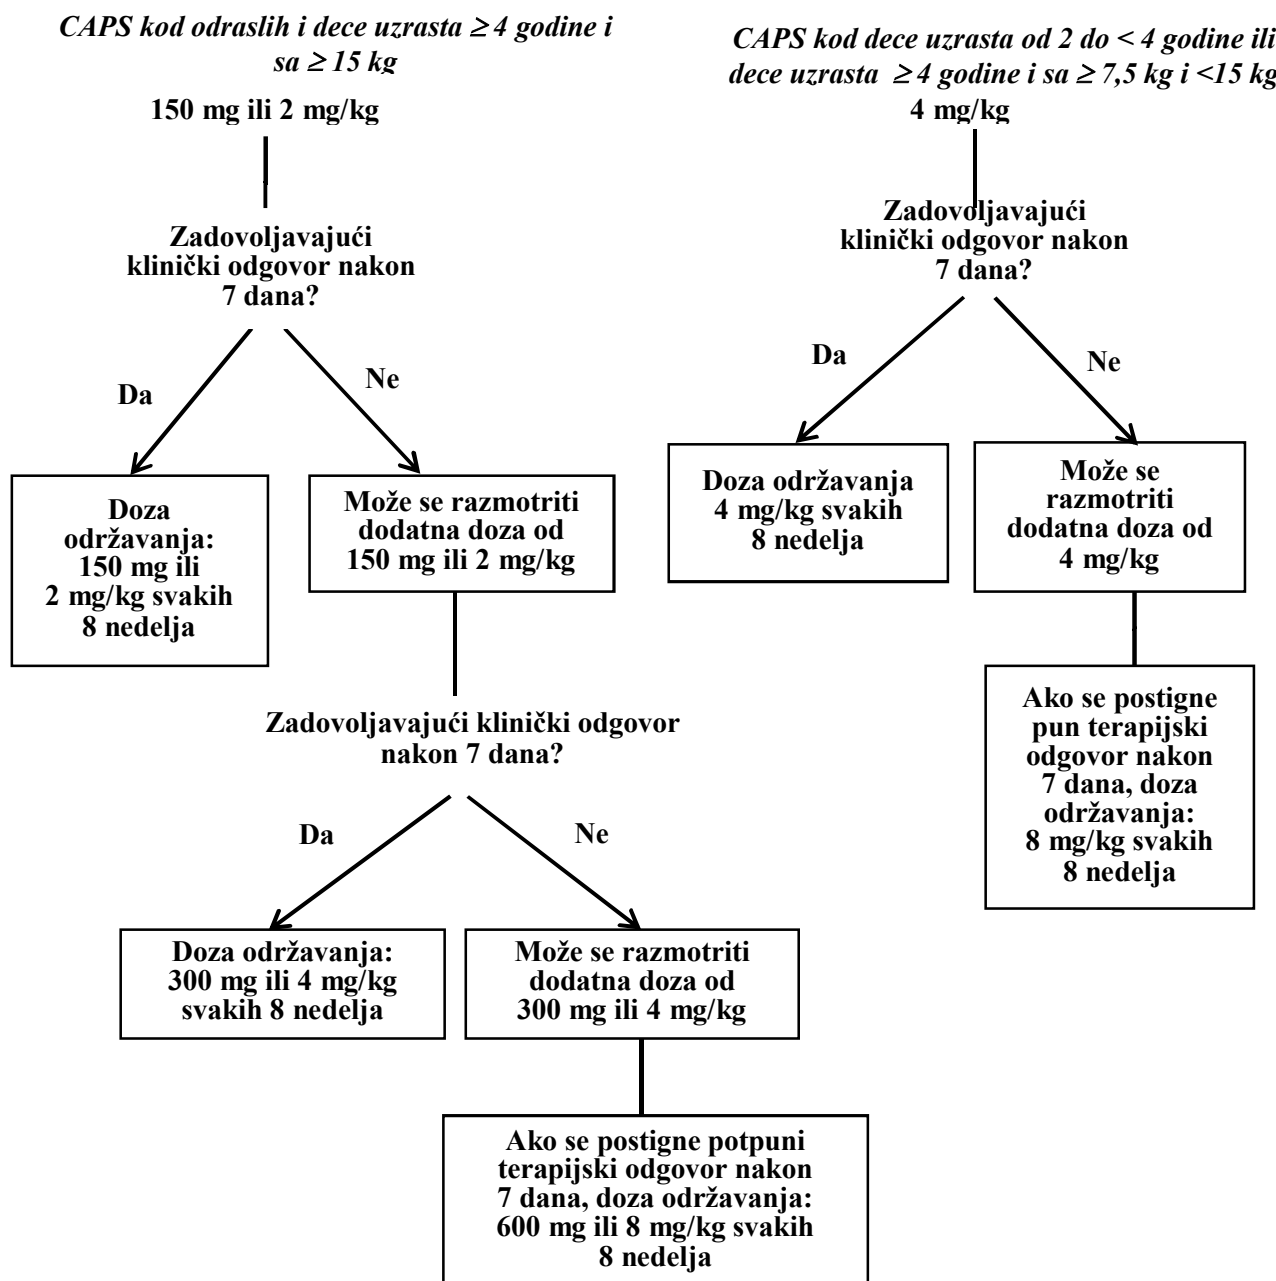 CAPS kod odraslih i dece uzrasta ≥ 4 godine i
sa ≥ 15 kg
150 mg ili 2 mg/kg
Zadovoljavajući
klinički odgovor nakon
7 dana?
Da
Ne
Doza
održavanja:
150 mg ili
2 mg/kg svakih
8 nedelja
Može se razmotriti
dodatna doza od
150 mg ili 2 mg/kg
Zadovoljavajući klinički odgovor
nakon 7 dana?
Da
Ne
Doza održavanja:
300 mg ili 4 mg/kg
svakih 8 nedelja
Može se razmotriti
dodatna doza od
300 mg ili 4 mg/kg
Ako se postigne potpuni
terapijski odgovor nakon
7 dana, doza održavanja:
600 mg ili 8 mg/kg svakih
8 nedelja
CAPS kod dece uzrasta od 2 do < 4 godine ili
dece uzrasta ≥ 4 godine i sa ≥ 7,5 kg i <15 kg
4 mg/kg
Zadovoljavajući
klinički odgovor nakon
7 dana?
Da
Ne
Doza održavanja
4 mg/kg svakih
8 nedelja
Može se
razmotriti
dodatna doza od
4 mg/kg
Ako se postigne
pun terapijski
odgovor nakon
7 dana, doza
održavanja:
8 mg/kg svakih
8 nedelja